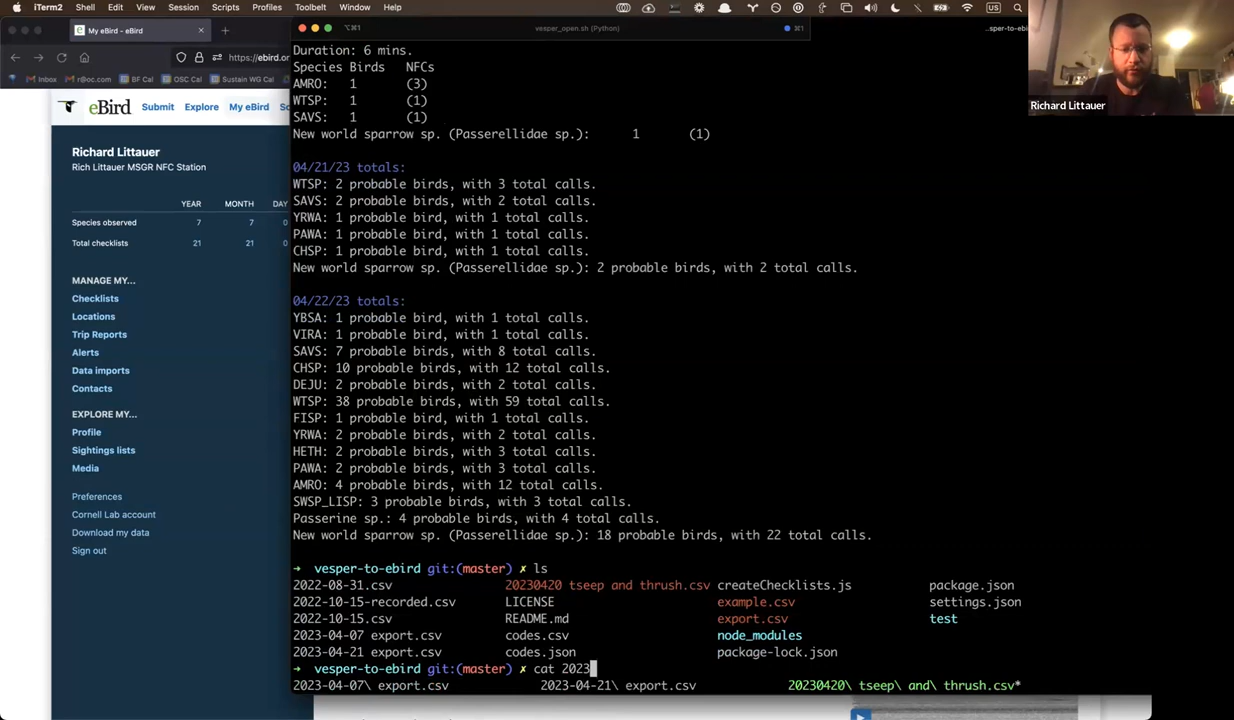 iTerm2 Shell Edit View Session Scripts Profiles Toolbelt Window Help
My eBird - eBird
https://ebird.or
Inbox r@oc.com BF Cal OSC Cal Sustain WG Cal
eBird Submit Explore My eBird Sc
Richard Littauer
Rich Littauer MSGR NFC Station
YEAR MONTH DAY
Species observed 7 7 0
Total checklists 21 21 0
MANAGE MY...
Checklists
Locations
Trip Reports
Alerts
Data imports
Contacts
EXPLORE MY...
Profile
Sightings lists
Media
Preferences
Cornell Lab account
Download my data
Sign out
⌥⌘1 vesper_open.sh (Python) ⌘1 ..sper-to-e
Duration: 6 mins.
Species Birds NFCs
AMRO: 1 (3)
WTSP: 1 (1)
SAVS: 1 (1)
New world sparrow sp. (Passerellidae sp.): 1 (1)
04/21/23 totals:
WTSP: 2 probable birds, with 3 total calls.
SAVS: 2 probable birds, with 2 total calls.
YRWA: 1 probable bird, with 1 total calls.
PAWA: 1 probable bird, with 1 total calls.
CHSP: 1 probable bird, with 1 total calls.
New world sparrow sp. (Passerellidae sp.): 2 probable birds, with 2 total calls.
04/22/23 totals:
YBSA: 1 probable bird, with 1 total calls.
VIRA: 1 probable bird, with 1 total calls.
SAVS: 7 probable birds, with 8 total calls.
CHSP: 10 probable birds, with 12 total calls.
DEJU: 2 probable birds, with 2 total calls.
WTSP: 38 probable birds, with 59 total calls.
FISP: 1 probable bird, with 1 total calls.
YRWA: 2 probable birds, with 2 total calls.
HETH: 2 probable birds, with 3 total calls.
PAWA: 2 probable birds, with 3 total calls.
AMRO: 4 probable birds, with 12 total calls.
SWSP_LISP: 3 probable birds, with 3 total calls.
Passerine sp.: 4 probable birds, with 4 total calls.
New world sparrow sp. (Passerellidae sp.): 18 probable birds, with 22 total calls.
→ vesper-to-ebird git:(master) ✗ ls
2022-08-31.csv 20230420 tseep and thrush.csv createChecklists.js package.json
2022-10-15-recorded.csv LICENSE example.csv settings.json
2022-10-15.csv README.md export.csv test
2023-04-07 export.csv codes.csv node_modules
2023-04-21 export.csv codes.json package-lock.json
→ vesper-to-ebird git:(master) ✗ cat 2023
2023-04-07\ export.csv 2023-04-21\ export.csv 20230420\ tseep\ and\ thrush.csv*
Richard Littauer